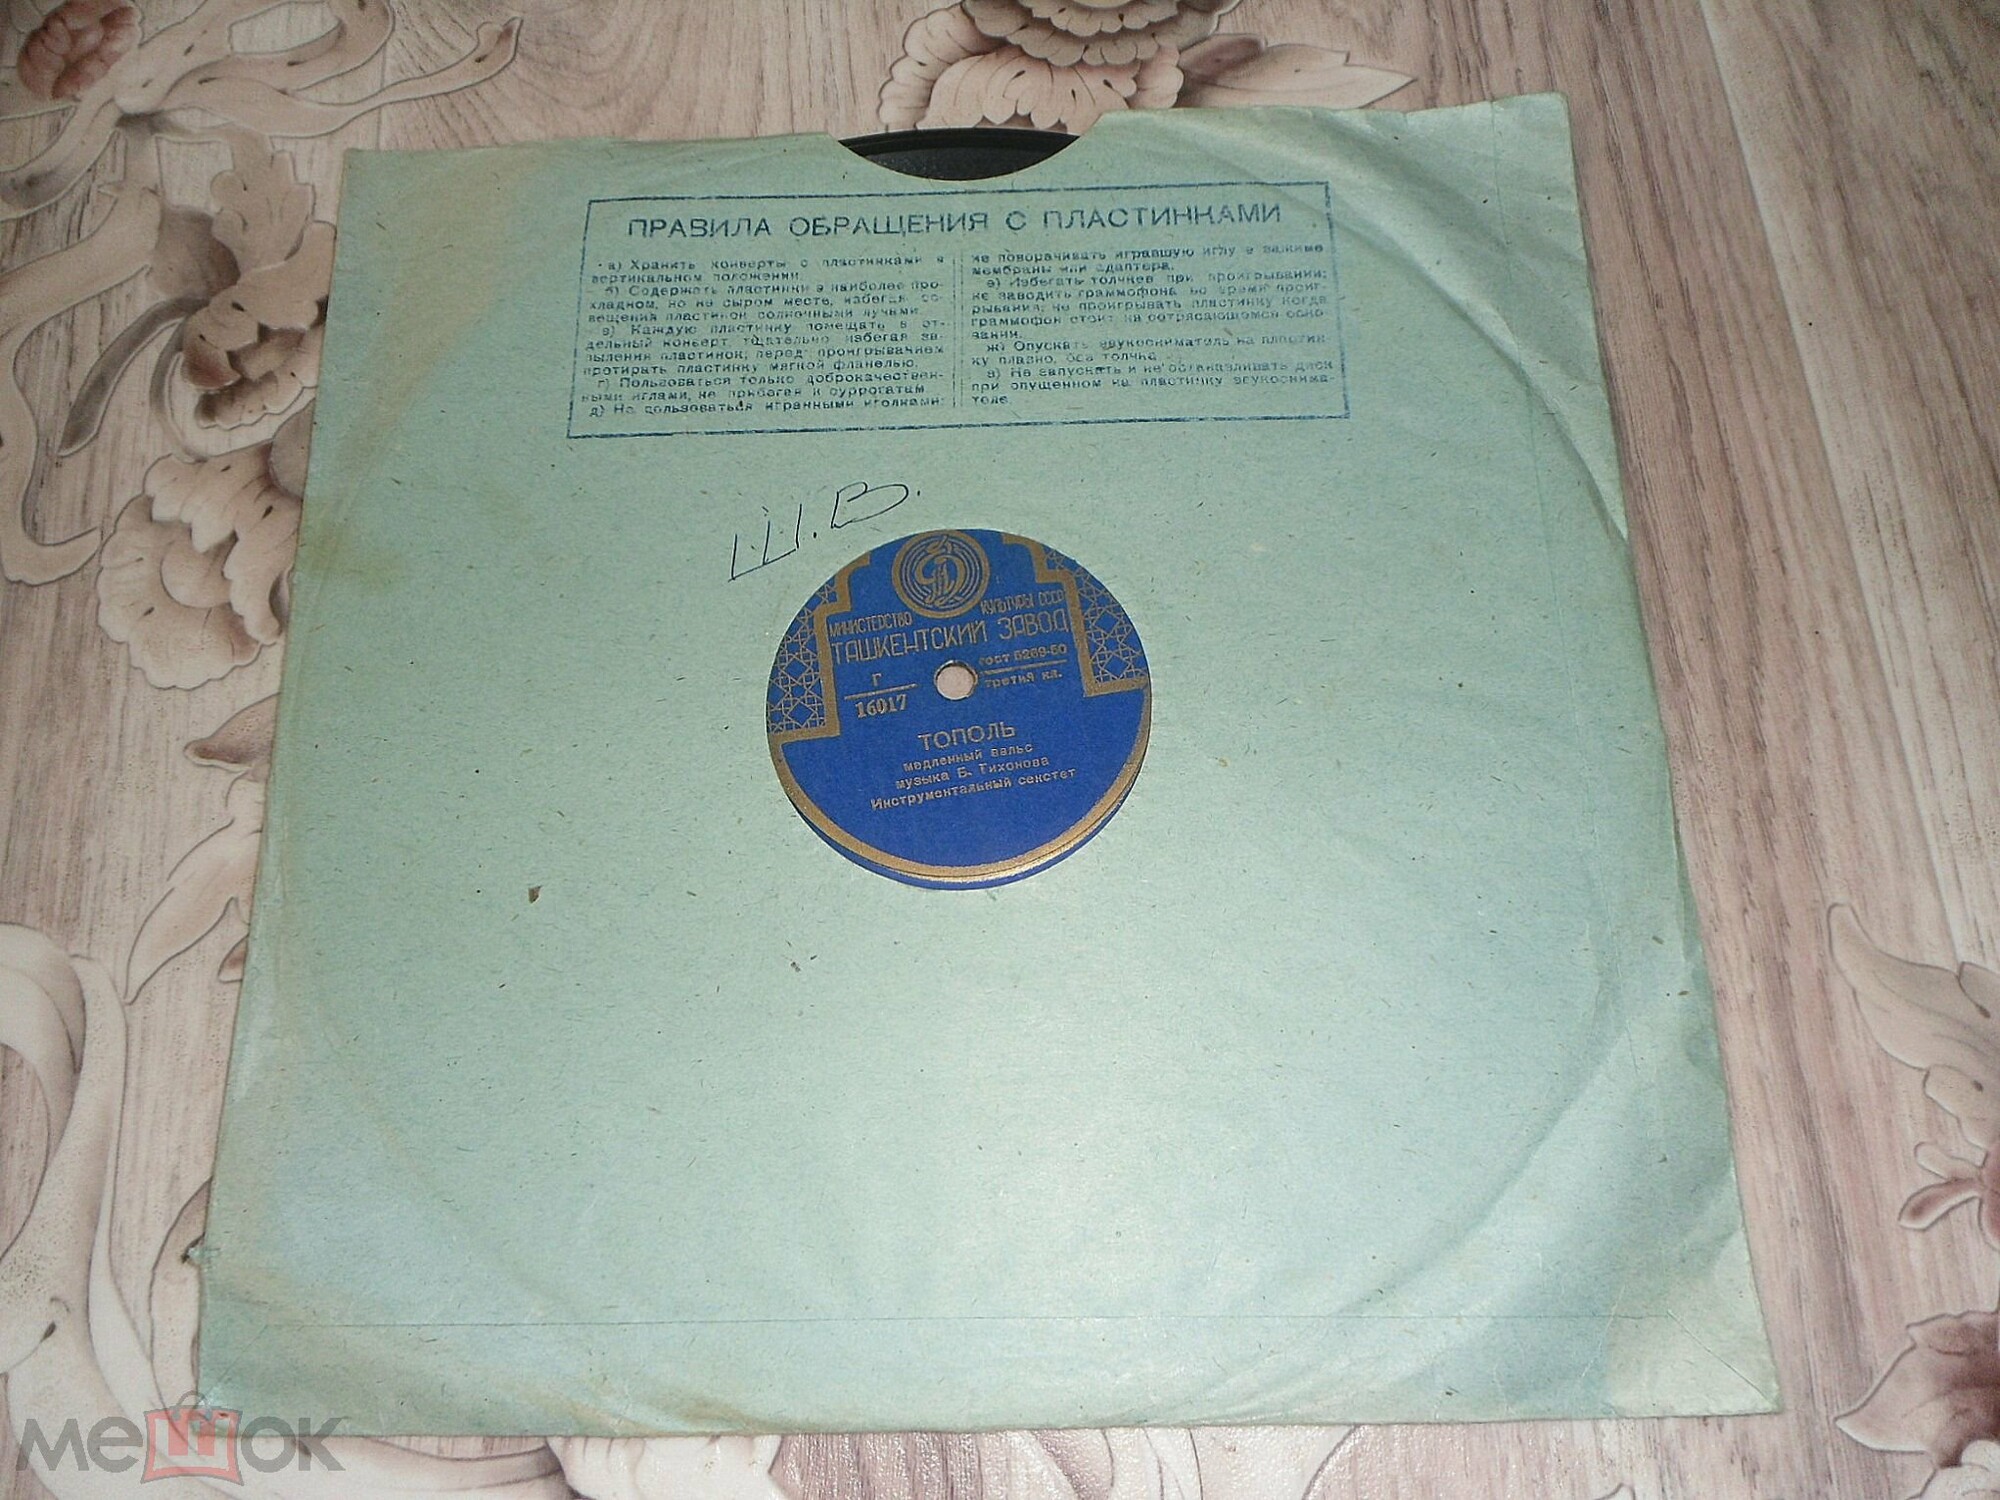 ПРАВИЛА ОБРАЩЕНИЯ С ПЛАСТИНКАМИ
а) Хранить конверты с пластинками в
вертикальном положении.
б) Содержать пластинки в наиболее про-
хладном, но не сыром месте, избегая ос-
вещения пластинок солнечными лучами.
в) Каждую пластинку помещать в от-
дельный конверт, тщательно избегая за-
пыления пластинок; перед проигрыванием
протирать пластинку мягкой фланелью.
г) Пользоваться только доброкачествен-
ными иглами, не прибегая к суррогатам
д) Не пользоваться игранными иголками;
не поворачивать игравшую иглу в зажиме
мембраны или адаптера.
е) Избегать толчков при проигрывании;
не заводить граммофона во время проиг-
рывания; не проигрывать пластинку когда
граммофон стоит на сотрясающемся осно-
вании.
ж) Опускать звукосниматель на пластин-
ку плавно, без толчка
з) Не запускать и не останавливать диск
при опущенном на пластинку звукоснима-
теле.
Ш.В.
МИНИСТЕРСТВО КУЛЬТУРЫ СССР
ТАШКЕНТСКИЙ ЗАВОД
Г
16017
гост 5289-50
третия кл.
ТОПОЛЬ
медленный вальс
музыка Б. Тихонова
Инструментальный секстет
мешок